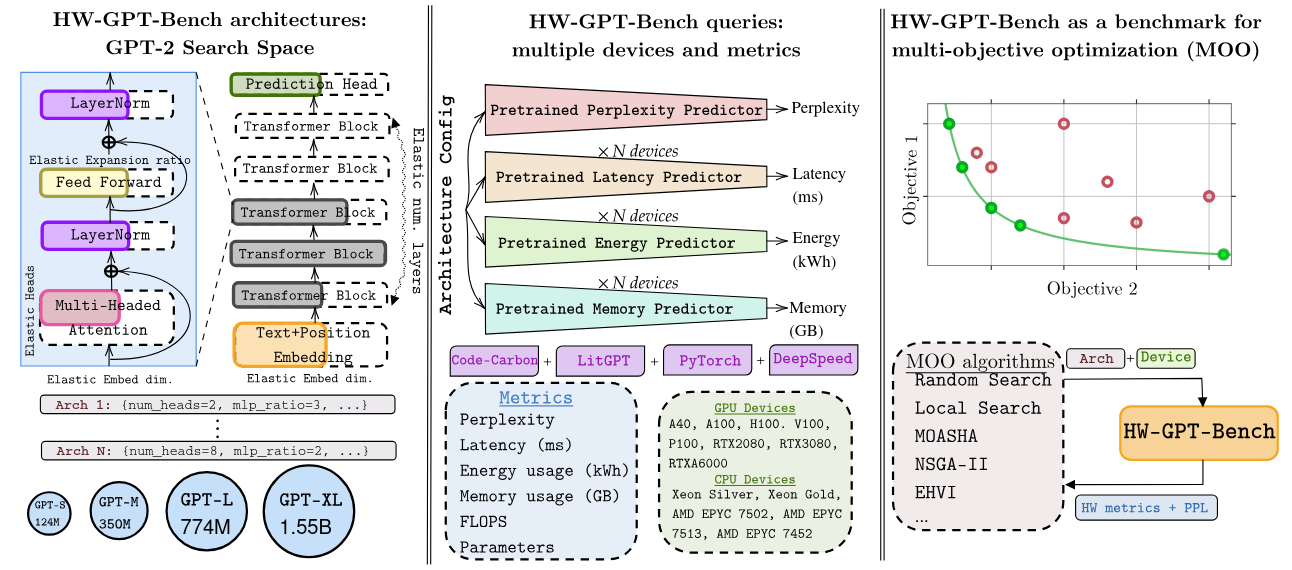 HW-GPT-Bench architectures:
GPT-2 Search Space
LayerNorm
Elastic Expansion ratio
Feed Forward
LayerNorm
Elastic Heads
Multi-Headed
Attention
Elastic Embed dim.
Prediction Head
Transformer Block
Transformer Block
Transformer Block
Transformer Block
Transformer Block
Text+Position
Embedding
Elastic Embed dim.
Elastic num. layers
Arch 1: {num_heads=2, mlp_ratio=3, ...}
Arch N: {num_heads=8, mlp_ratio=2, ...}
GPT-S
124M
GPT-M
350M
GPT-L
774M
GPT-XL
1.55B
HW-GPT-Bench queries:
multiple devices and metrics
Architecture Config
Pretrained Perplexity Predictor
Perplexity
× N devices
Pretrained Latency Predictor
Latency
(ms)
× N devices
Pretrained Energy Predictor
Energy
(kWh)
× N devices
Pretrained Memory Predictor
Memory
(GB)
Code-Carbon + LitGPT + PyTorch + DeepSpeed
Metrics
Perplexity
Latency (ms)
Energy usage (kWh)
Memory usage (GB)
FLOPS
Parameters
GPU Devices
A40, A100, H100. V100,
P100, RTX2080, RTX3080,
RTXA6000
CPU Devices
Xeon Silver, Xeon Gold,
AMD EPYC 7502, AMD EPYC
7513, AMD EPYC 7452
HW-GPT-Bench as a benchmark for
multi-objective optimization (MOO)
Objective 1
Objective 2
MOO algorithms
Random Search
Local Search
MOASHA
NSGA-II
EHVI
...
Arch + Device
HW-GPT-Bench
HW metrics + PPL